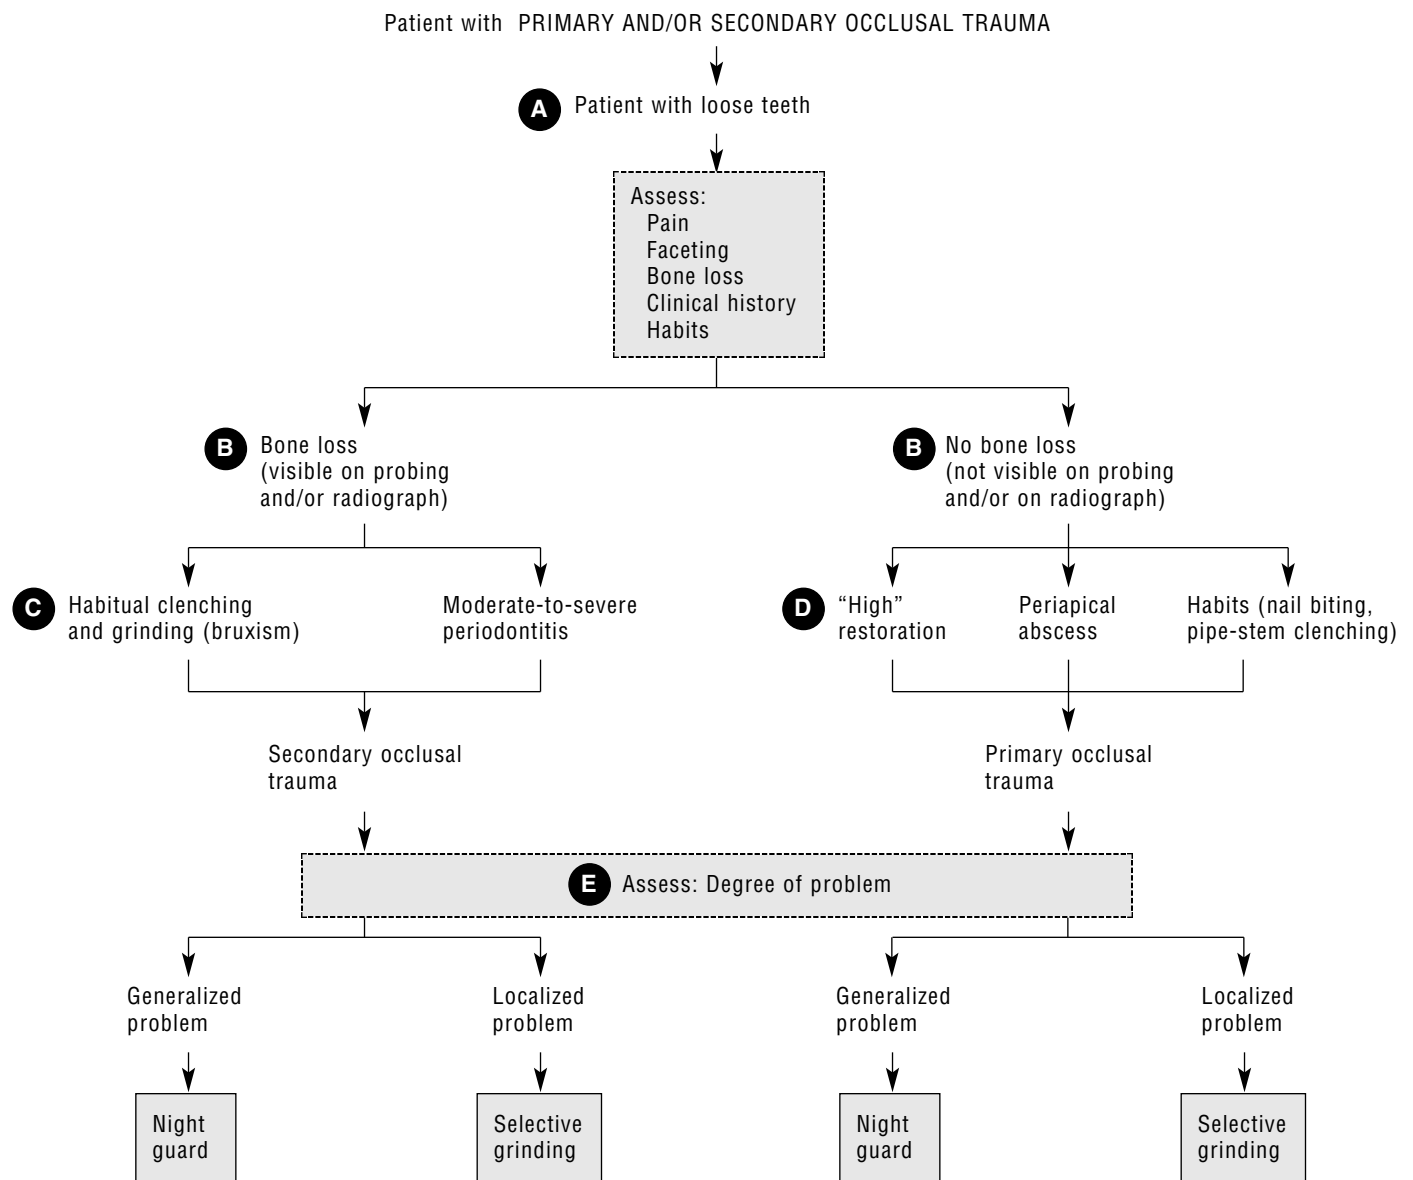 Patient with PRIMARY AND/OR SECONDARY OCCLUSAL TRAUMA
A Patient with loose teeth
Assess:
Pain
Faceting
Bone loss
Clinical history
Habits
B Bone loss
(visible on probing
and/or radiograph)
B No bone loss
(not visible on probing
and/or on radiograph)
C Habitual clenching
and grinding (bruxism)
Moderate-to-severe
periodontitis
D “High”
restoration
Periapical
abscess
Habits (nail biting,
pipe-stem clenching)
Secondary occlusal
trauma
Primary occlusal
trauma
E Assess: Degree of problem
Generalized
problem
Localized
problem
Generalized
problem
Localized
problem
Night
guard
Selective
grinding
Night
guard
Selective
grinding